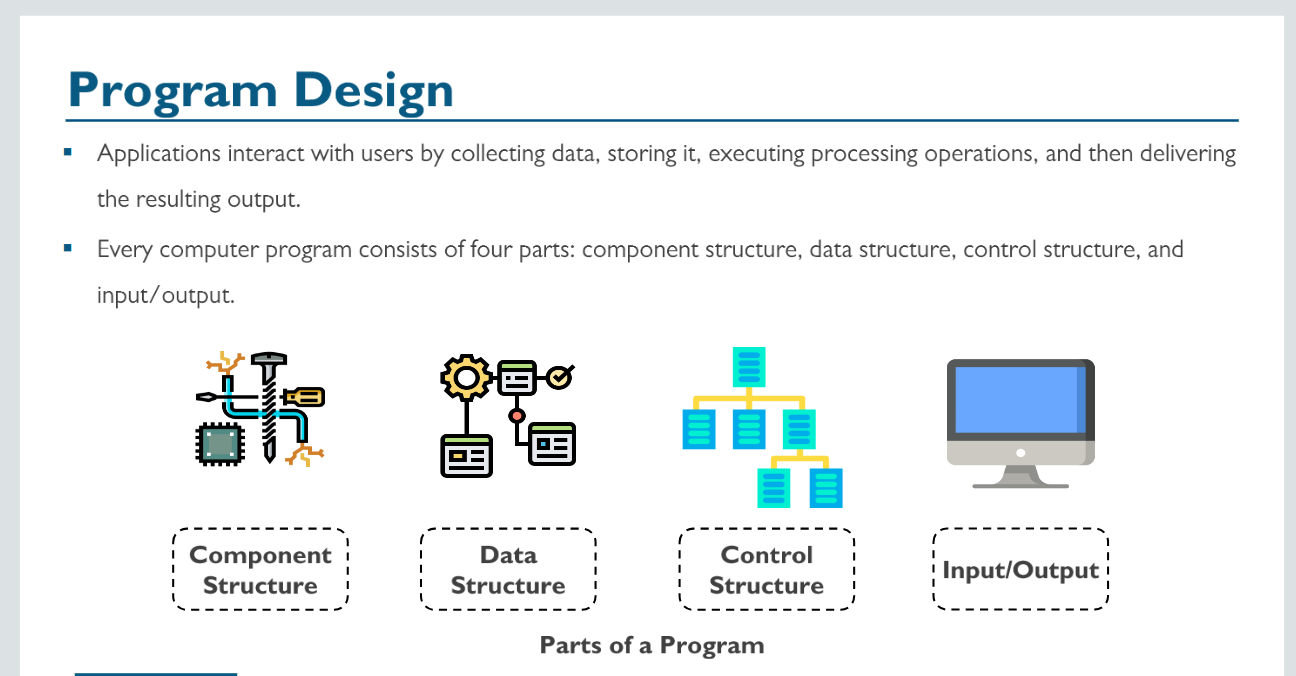 Program Design
Applications interact with users by collecting data, storing it, executing processing operations, and then delivering
the resulting output.
Every computer program consists of four parts: component structure, data structure, control structure, and
input/output.
Component
Structure
Data
Structure
Control
Structure
Input/Output
Parts of a Program